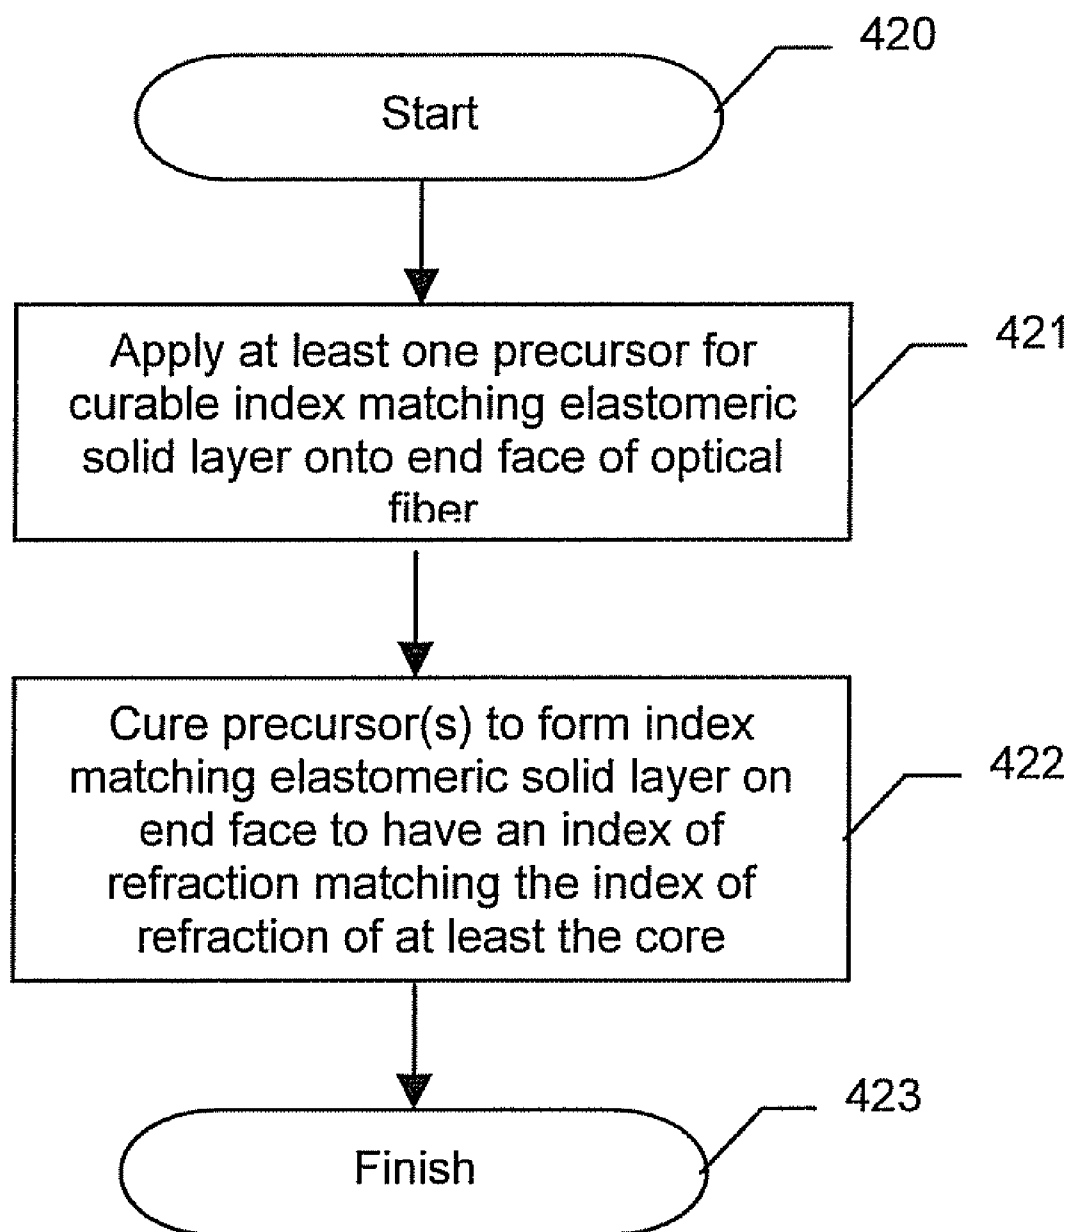 420
Start
421
Apply at least one precursor for
curable index matching elastomeric
solid layer onto end face of optical
fiber
422
Cure precursor(s) to form index
matching elastomeric solid layer on
end face to have an index of
refraction matching the index of
refraction of at least the core
423
Finish